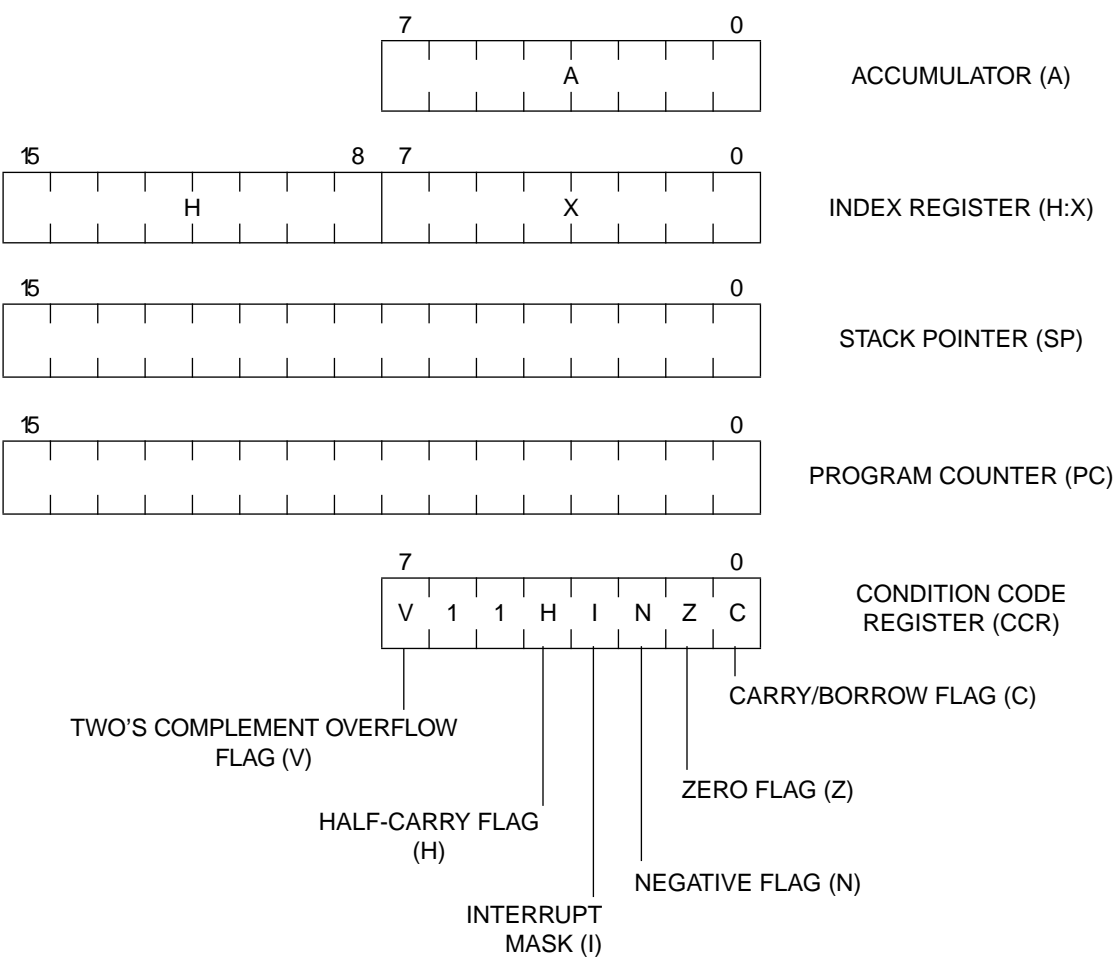 7 0
A
ACCUMULATOR (A)
15 8 7 0
H X
INDEX REGISTER (H:X)
15 0
STACK POINTER (SP)
15 0
PROGRAM COUNTER (PC)
7 0
V 1 1 H I N Z C
CONDITION CODE
REGISTER (CCR)
CARRY/BORROW FLAG (C)
TWO’S COMPLEMENT OVERFLOW
FLAG (V)
ZERO FLAG (Z)
HALF-CARRY FLAG
(H)
NEGATIVE FLAG (N)
INTERRUPT
MASK (I)